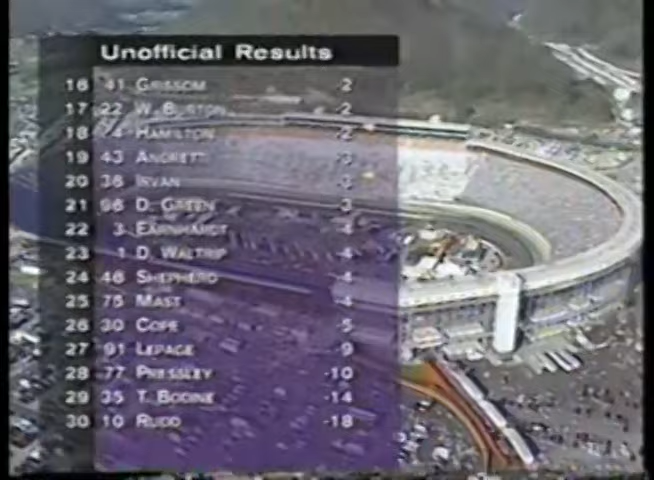 Unofficial Results
16 41 GRISSOM -2
17 22 W. BURTON -2
18 4 HAMILTON -2
19 43 ANDRETTI -3
20 36 IRVAN -3
21 98 D. GREEN -3
22 3 EARNHARDT -4
23 1 D. WALTRIP -4
24 46 SHEPHERD -4
25 75 MAST -4
26 30 COPE -5
27 91 LEPAGE -9
28 77 PRESSLEY -10
29 35 T. BODINE -14
30 10 RUDD -18